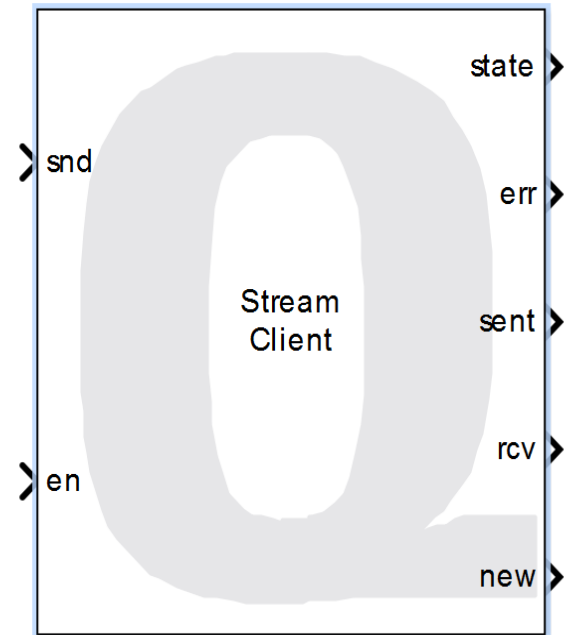 state
snd
err
Stream
Client
sent
rcv
en
new